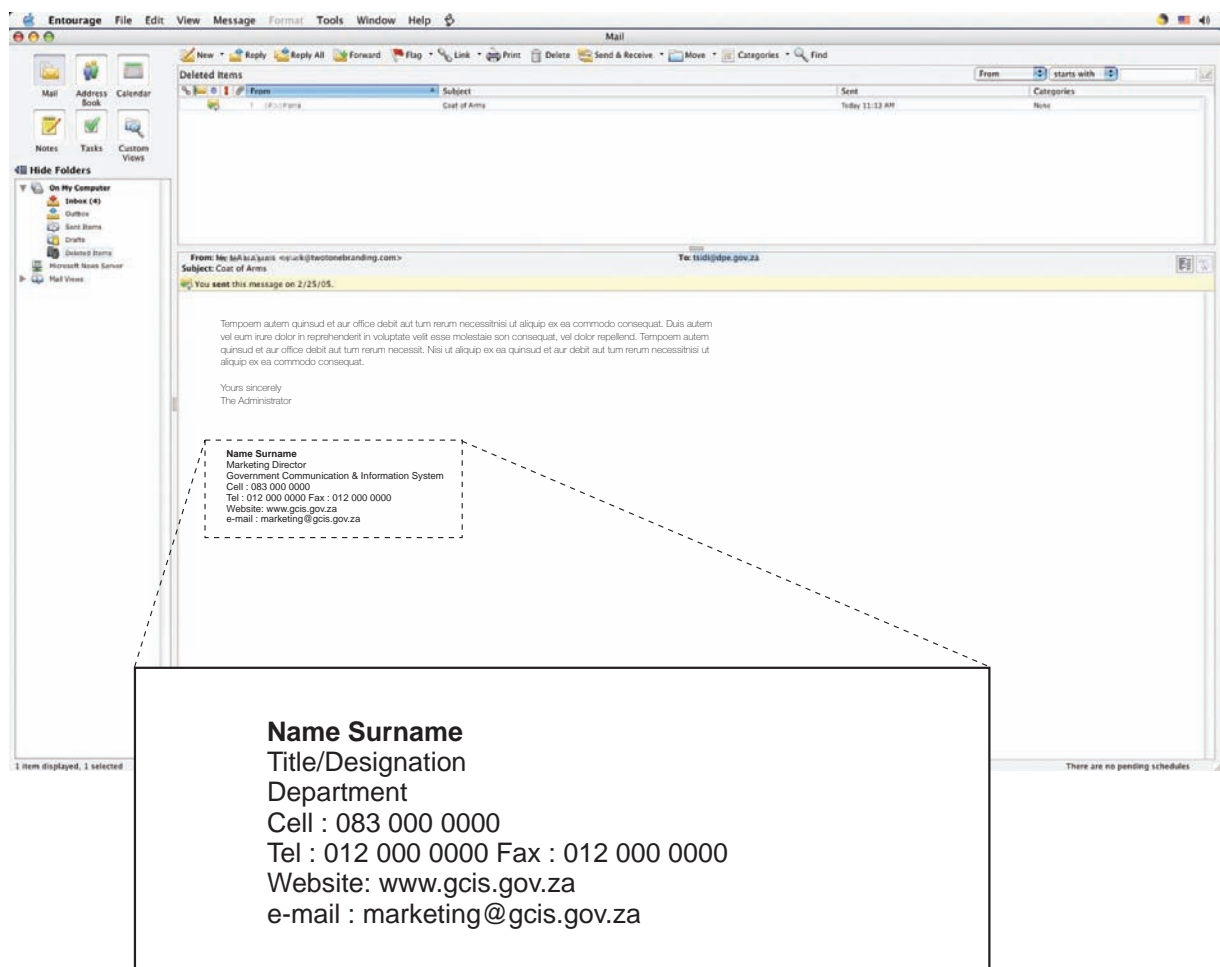 Entourage File Edit View Message Format Tools Window Help
Mail
New Reply Reply All Forward Flag Link Print Delete Send & Receive Move Categories Find
Mail Address Book Calendar
Notes Tasks Custom Views
Hide Folders
On My Computer
Inbox (4)
Outbox
Sent Items
Drafts
Deleted Items
Microsoft News Server
Mail Views
Deleted Items
From starts with
From Subject Sent Categories
Coat of Arms Today 11:13 AM None
From: @twotonebranding.com> To: tsidi@dpe.gov.za
Subject: Coat of Arms
You sent this message on 2/25/05.
Tempoem autem quinsud et aur office debit aut tum rerum necessitnisi ut aliquip ex ea commodo consequat. Duis autem
vel eum irure dolor in reprehenderit in voluptate velit esse molestaie son consequat, vel dolor repellend. Tempoem autem
quinsud et aur office debit aut tum rerum necessit. Nisi ut aliquip ex ea quinsud et aur debit aut tum rerum necessitnisi ut
aliquip ex ea commodo consequat.
Yours sincerely
The Administrator
Name Surname
Marketing Director
Government Communication & Information System
Cell : 083 000 0000
Tel : 012 000 0000 Fax : 012 000 0000
Website: www.gcis.gov.za
e-mail : marketing@gcis.gov.za
1 item displayed, 1 selected
There are no pending schedules
Name Surname
Title/Designation
Department
Cell : 083 000 0000
Tel : 012 000 0000 Fax : 012 000 0000
Website: www.gcis.gov.za
e-mail : marketing@gcis.gov.za